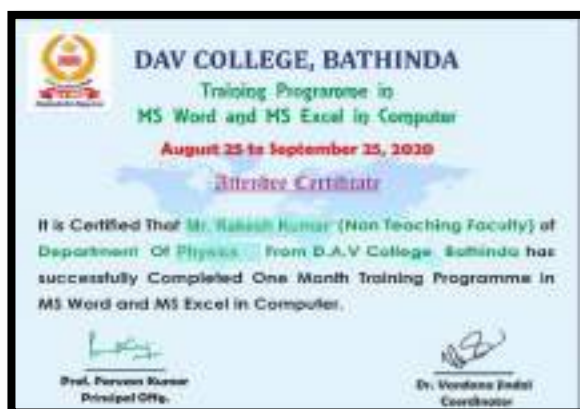 DAV COLLEGE, BATHINDA
Training Programme in
MS Word and MS Excel in Computer
August 25 to September 25, 2020
Attendee Certificate
It is Certified That Mr. Rakesh Kumar (Non Teaching Faculty) of
Department Of Physics From D.A.V College Bathinda has
successfully Completed One Month Training Programme in
MS Word and MS Excel in Computer.
Prof. Parveen Kumar
Principal Offg.
Dr. Vandana Jindal
Coordinator